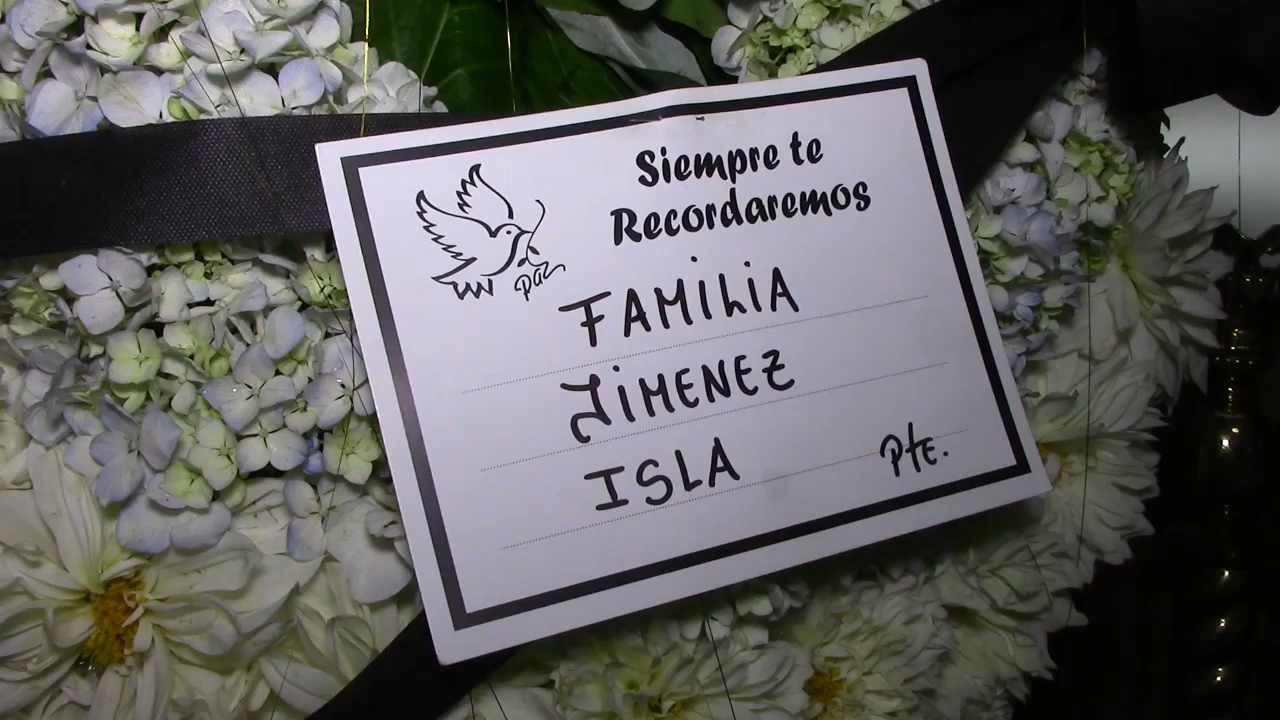 Siempre te
Recordaremos
Paz
FAMILIA
JIMENEZ
ISLA
Pte.